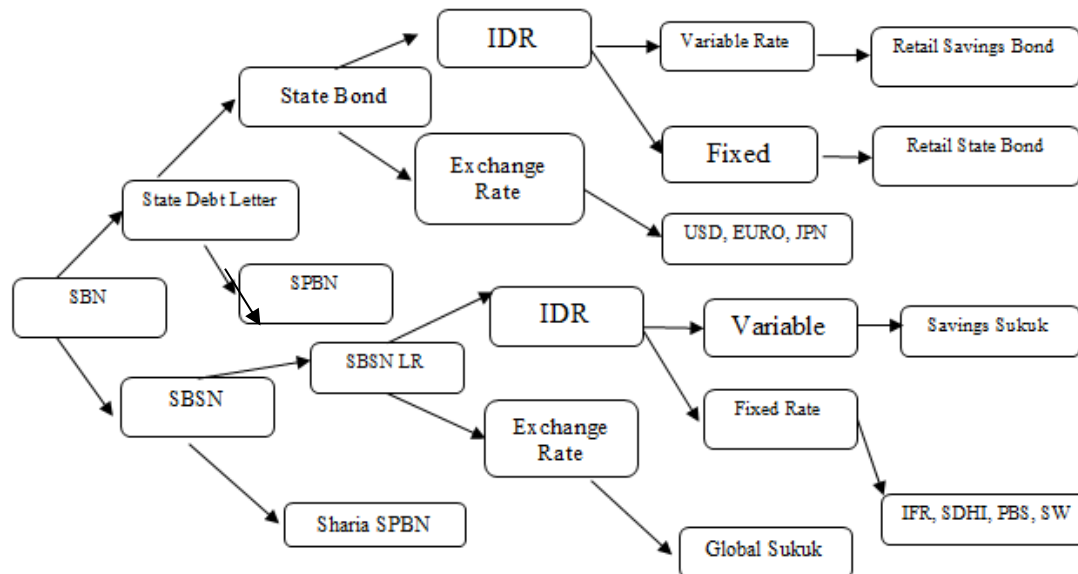 IDR
Variable Rate
Retail Savings Bond
State Bond
Fixed
Retail State Bond
Exchange
Rate
State Debt Letter
USD, EURO, JPN
SBN
SPBN
IDR
Variable
Savings Sukuk
SBSN LR
SBSN
Fixed Rate
Exchange
Rate
IFR, SDHI, PBS, SW
Sharia SPBN
Global Sukuk